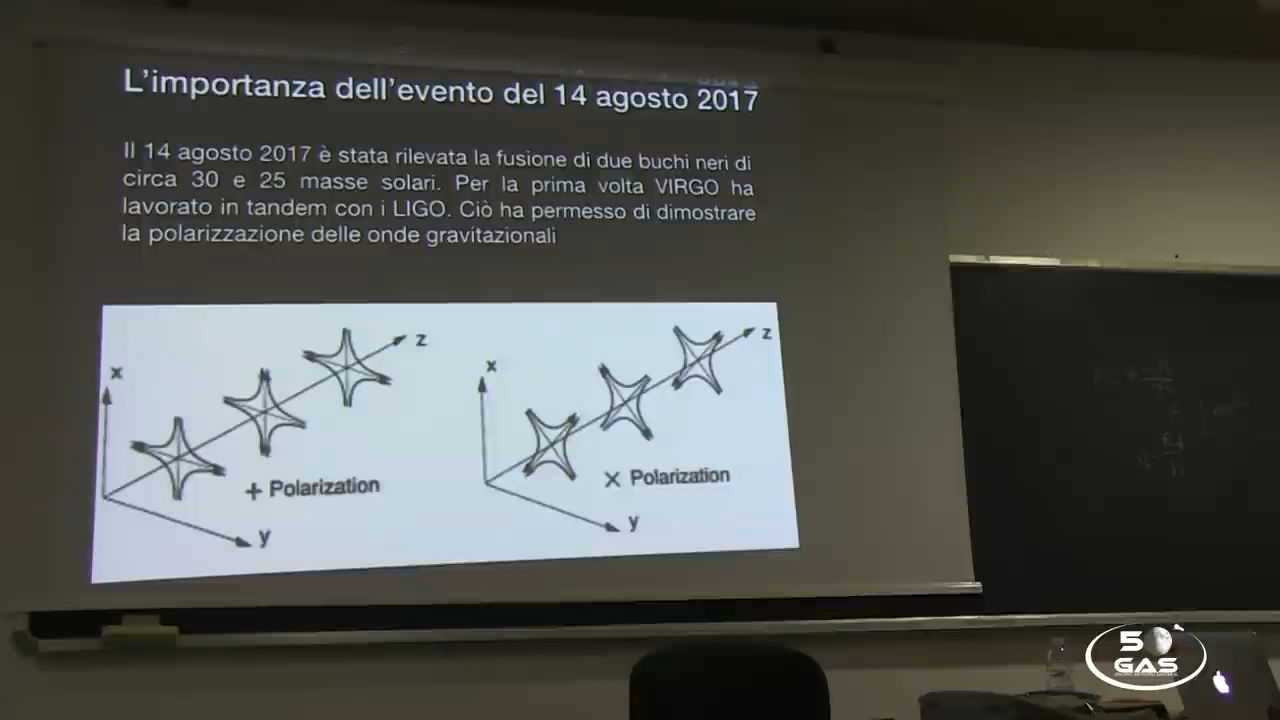 L'importanza dell'evento del 14 agosto 2017
Il 14 agosto 2017 è stata rilevata la fusione di due buchi neri di
circa 30 e 25 masse solari. Per la prima volta VIRGO ha
lavorato in tandem con i LIGO. Ciò ha permesso di dimostrare
la polarizzazione delle onde gravitazionali
x
z
+ Polarization
y
x
z
× Polarization
y
50
GAS